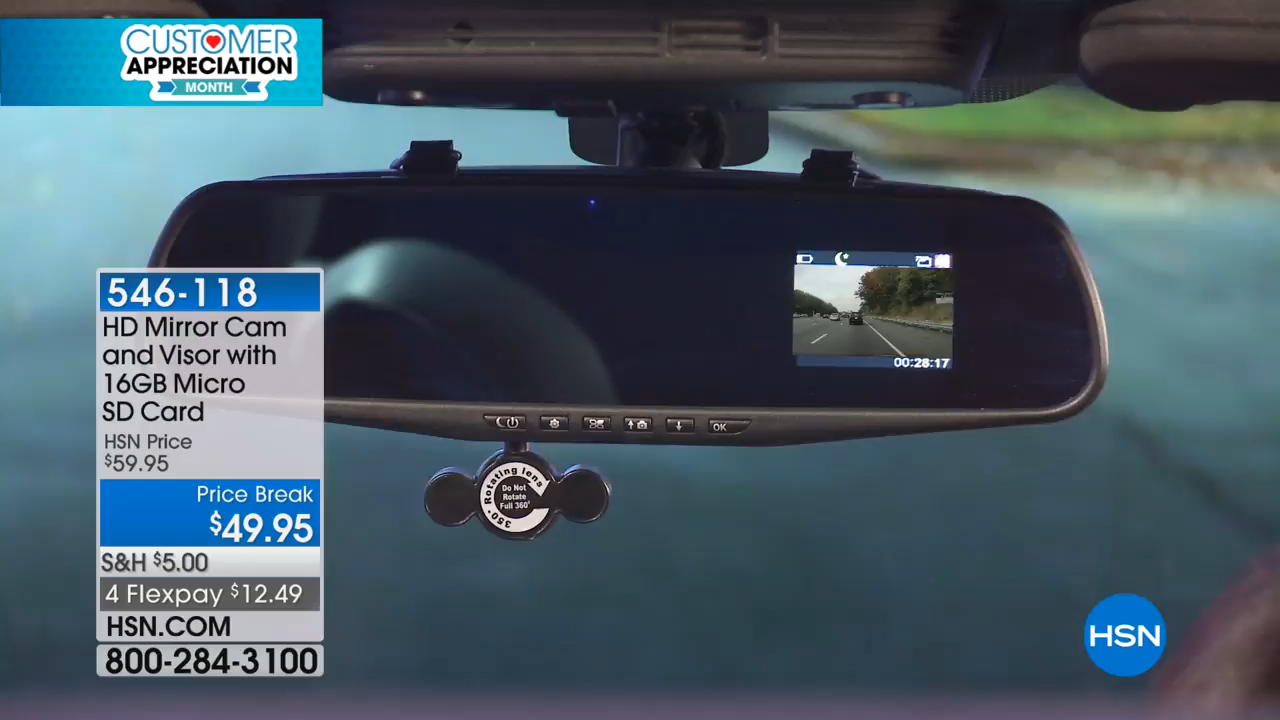 CUSTOMER
APPRECIATION
MONTH
546-118
HD Mirror Cam
and Visor with
16GB Micro
SD Card
HSN Price
$59.95
Price Break
$49.95
S&H $5.00
4 Flexpay $12.49
HSN.COM
800-284-3100
00:28:17
OK
350° Rotating lens
Do Not
Rotate
Full 360°
HSN